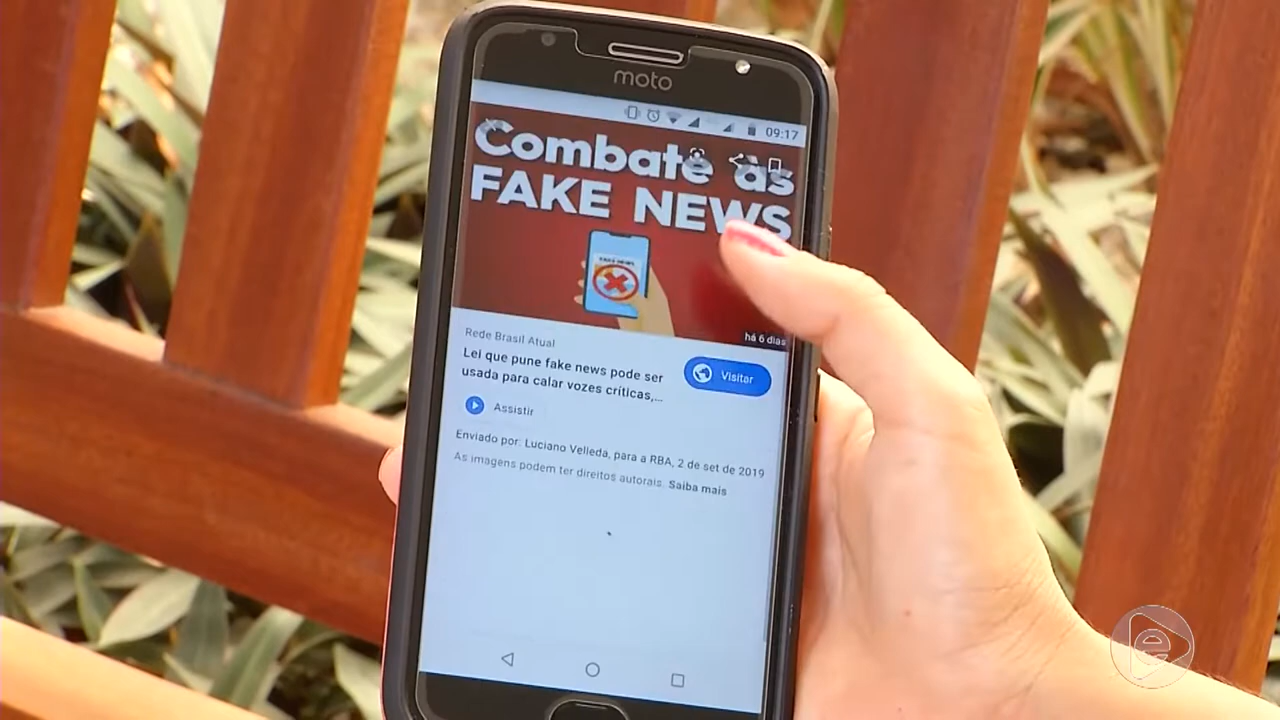 moto
09:17
Combate às
FAKE NEWS
FAKE NEWS
há 6 dias
Rede Brasil Atual
Lei que pune fake news pode ser
usada para calar vozes críticas,...
Visitar
Assistir
Enviado por: Luciano Velleda, para a RBA, 2 de set de 2019
As imagens podem ter direitos autorais. Saiba mais
e